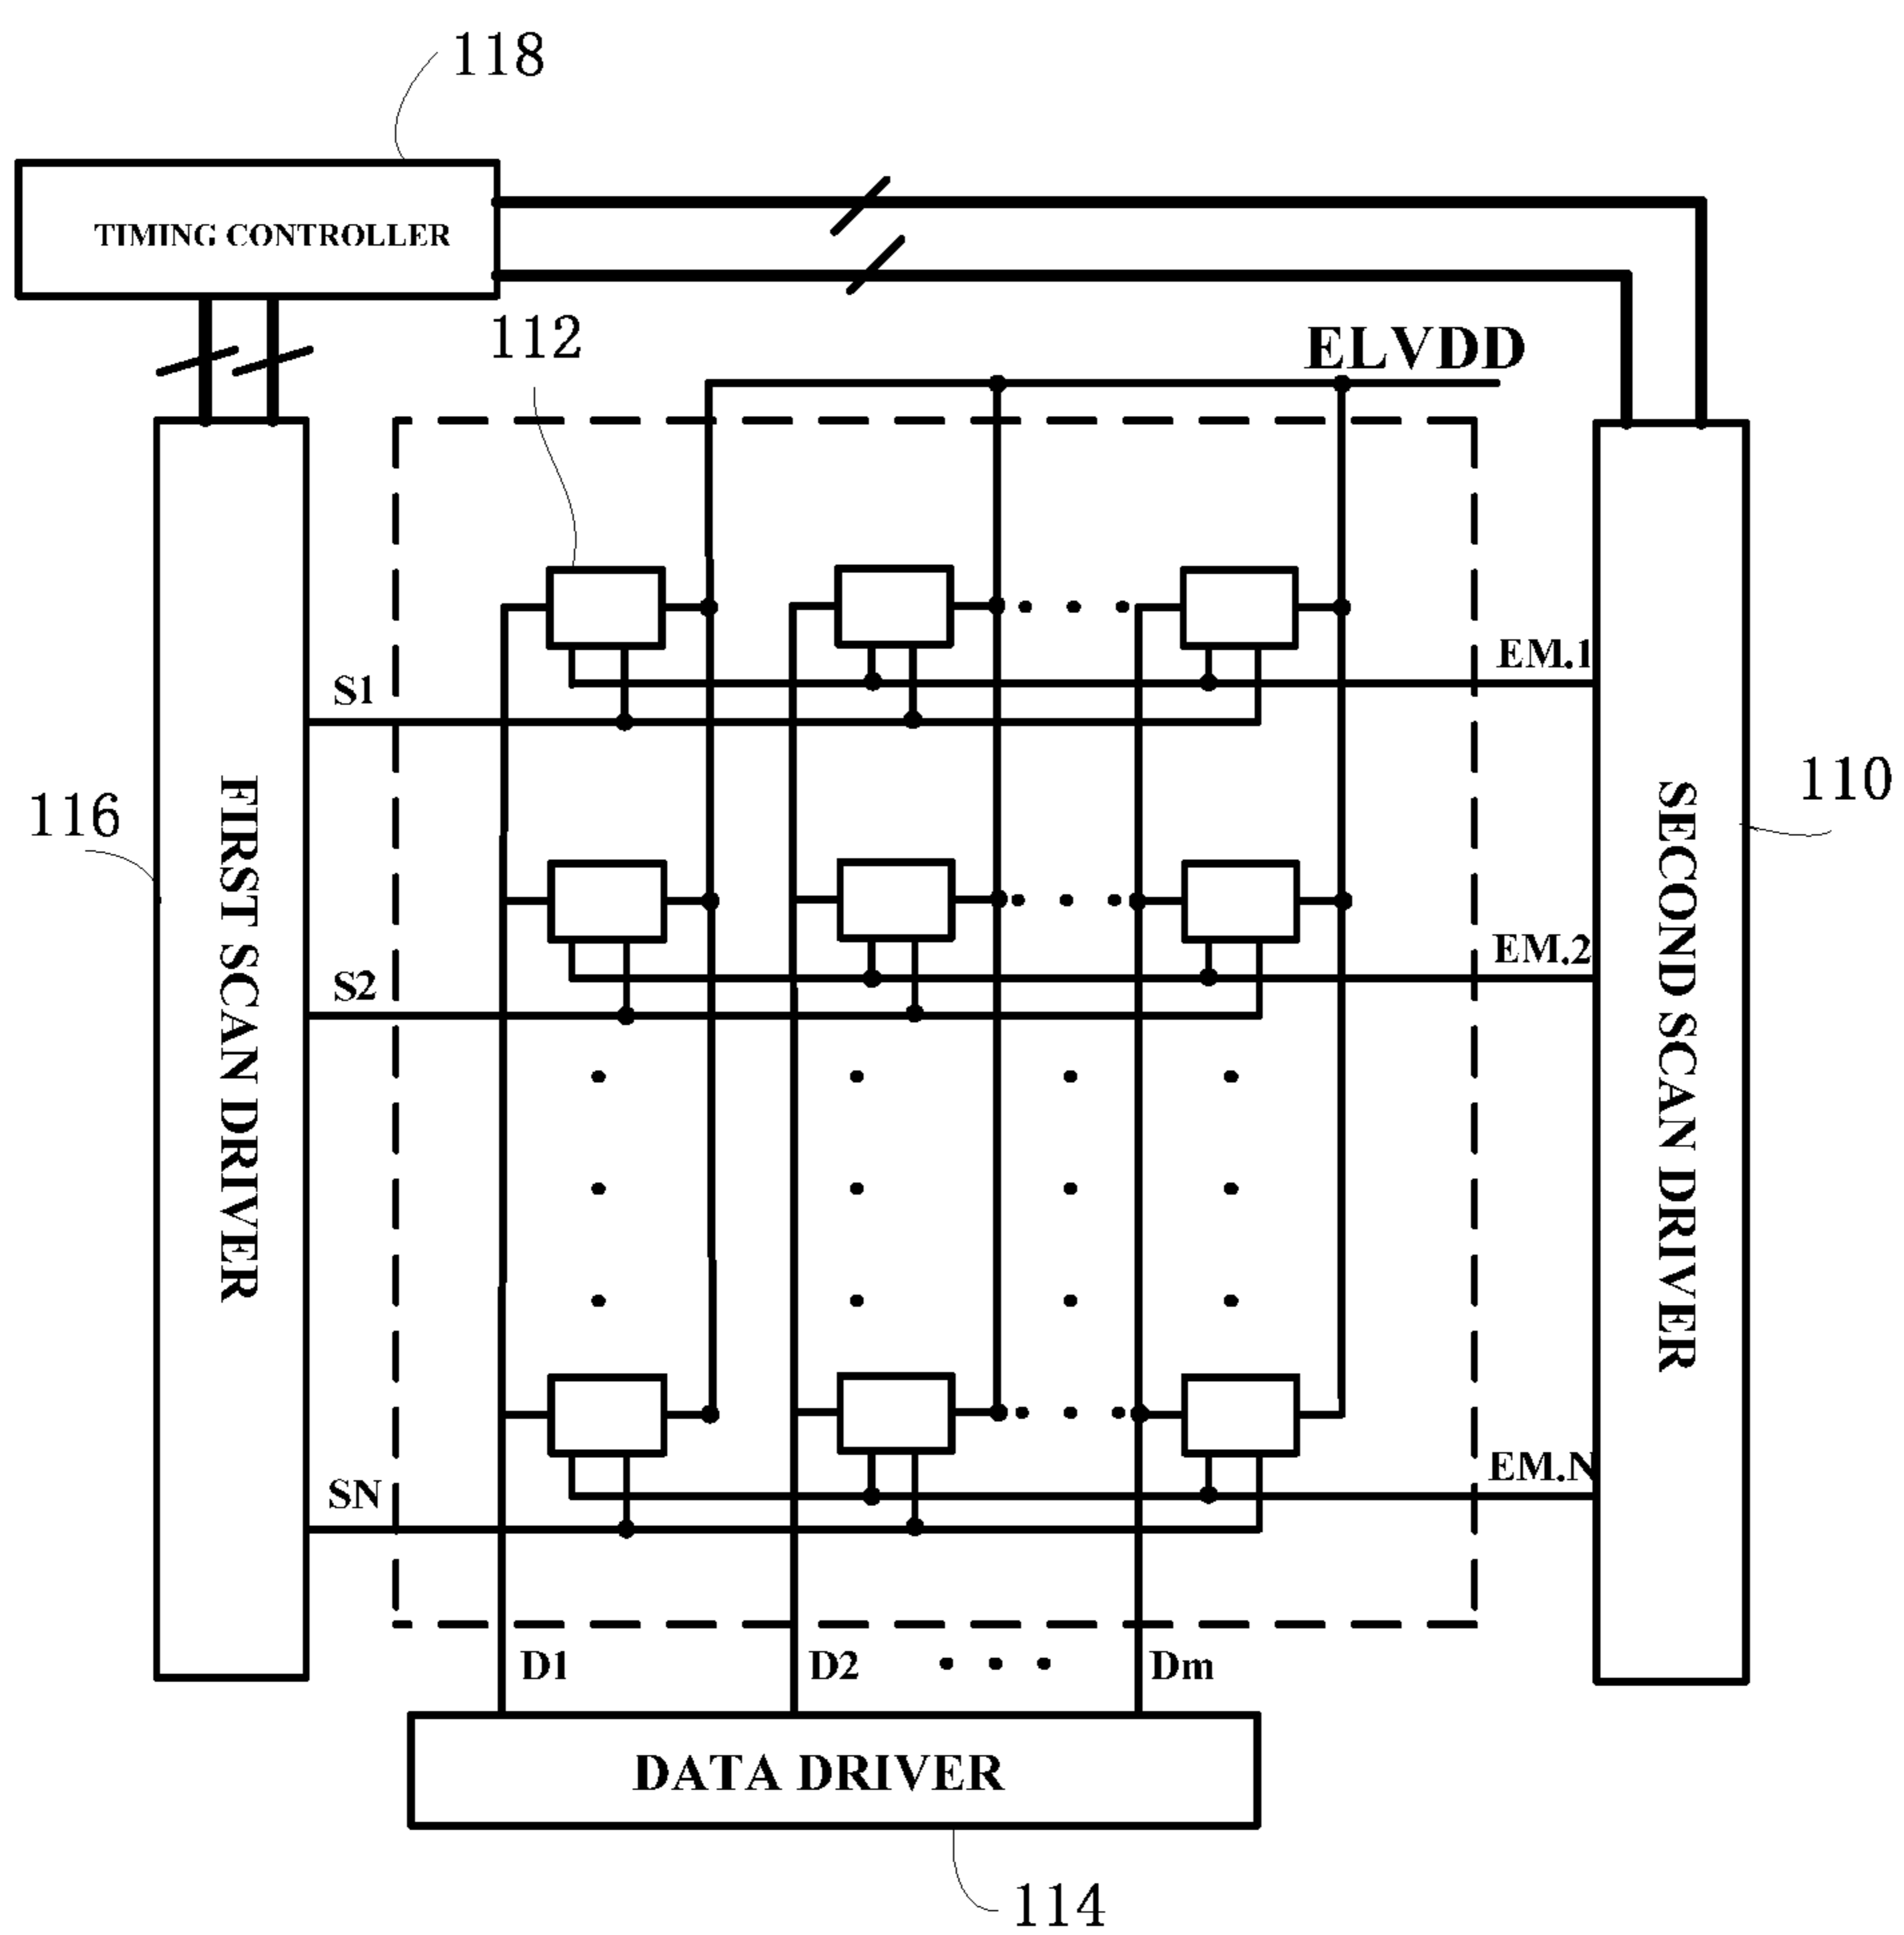 118
TIMING CONTROLLER
112
ELVDD
EM.1
S1
110
116
FIRST SCAN DRIVER
SECOND SCAN DRIVER
EM.2
S2
EM.N
SN
D1
D2
Dm
DATA DRIVER
114